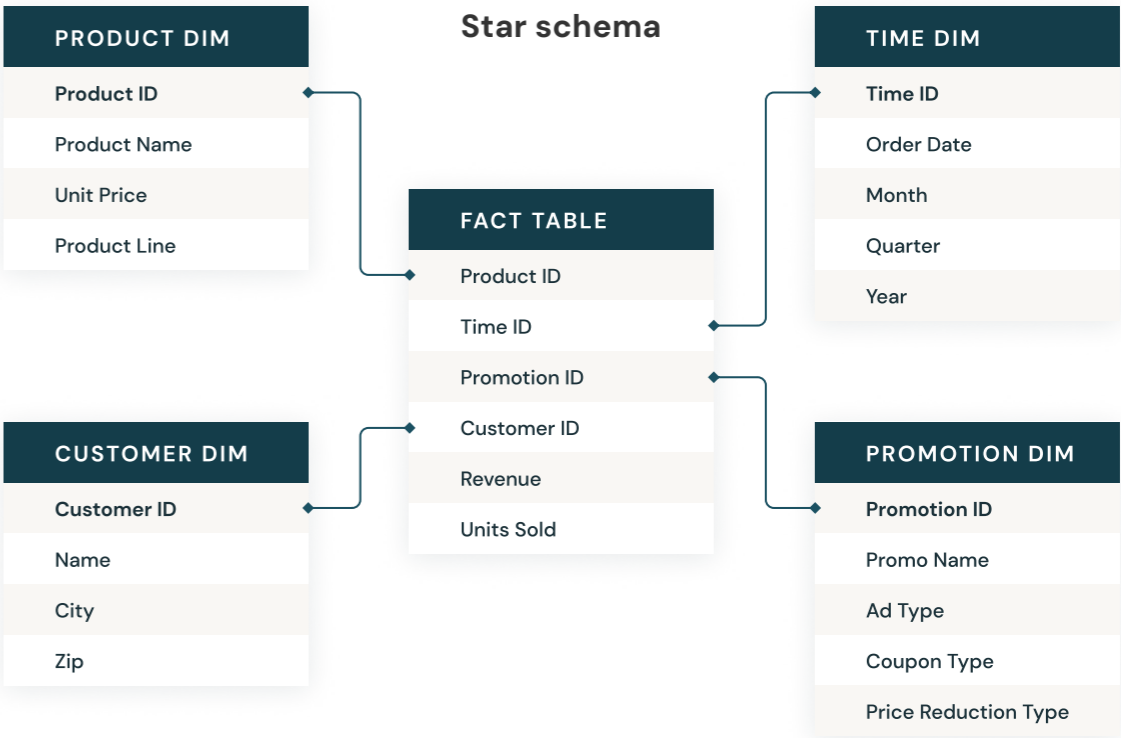 Star schema
PRODUCT DIM
Product ID
Product Name
Unit Price
Product Line
TIME DIM
Time ID
Order Date
Month
Quarter
Year
FACT TABLE
Product ID
Time ID
Promotion ID
Customer ID
Revenue
Units Sold
CUSTOMER DIM
Customer ID
Name
City
Zip
PROMOTION DIM
Promotion ID
Promo Name
Ad Type
Coupon Type
Price Reduction Type